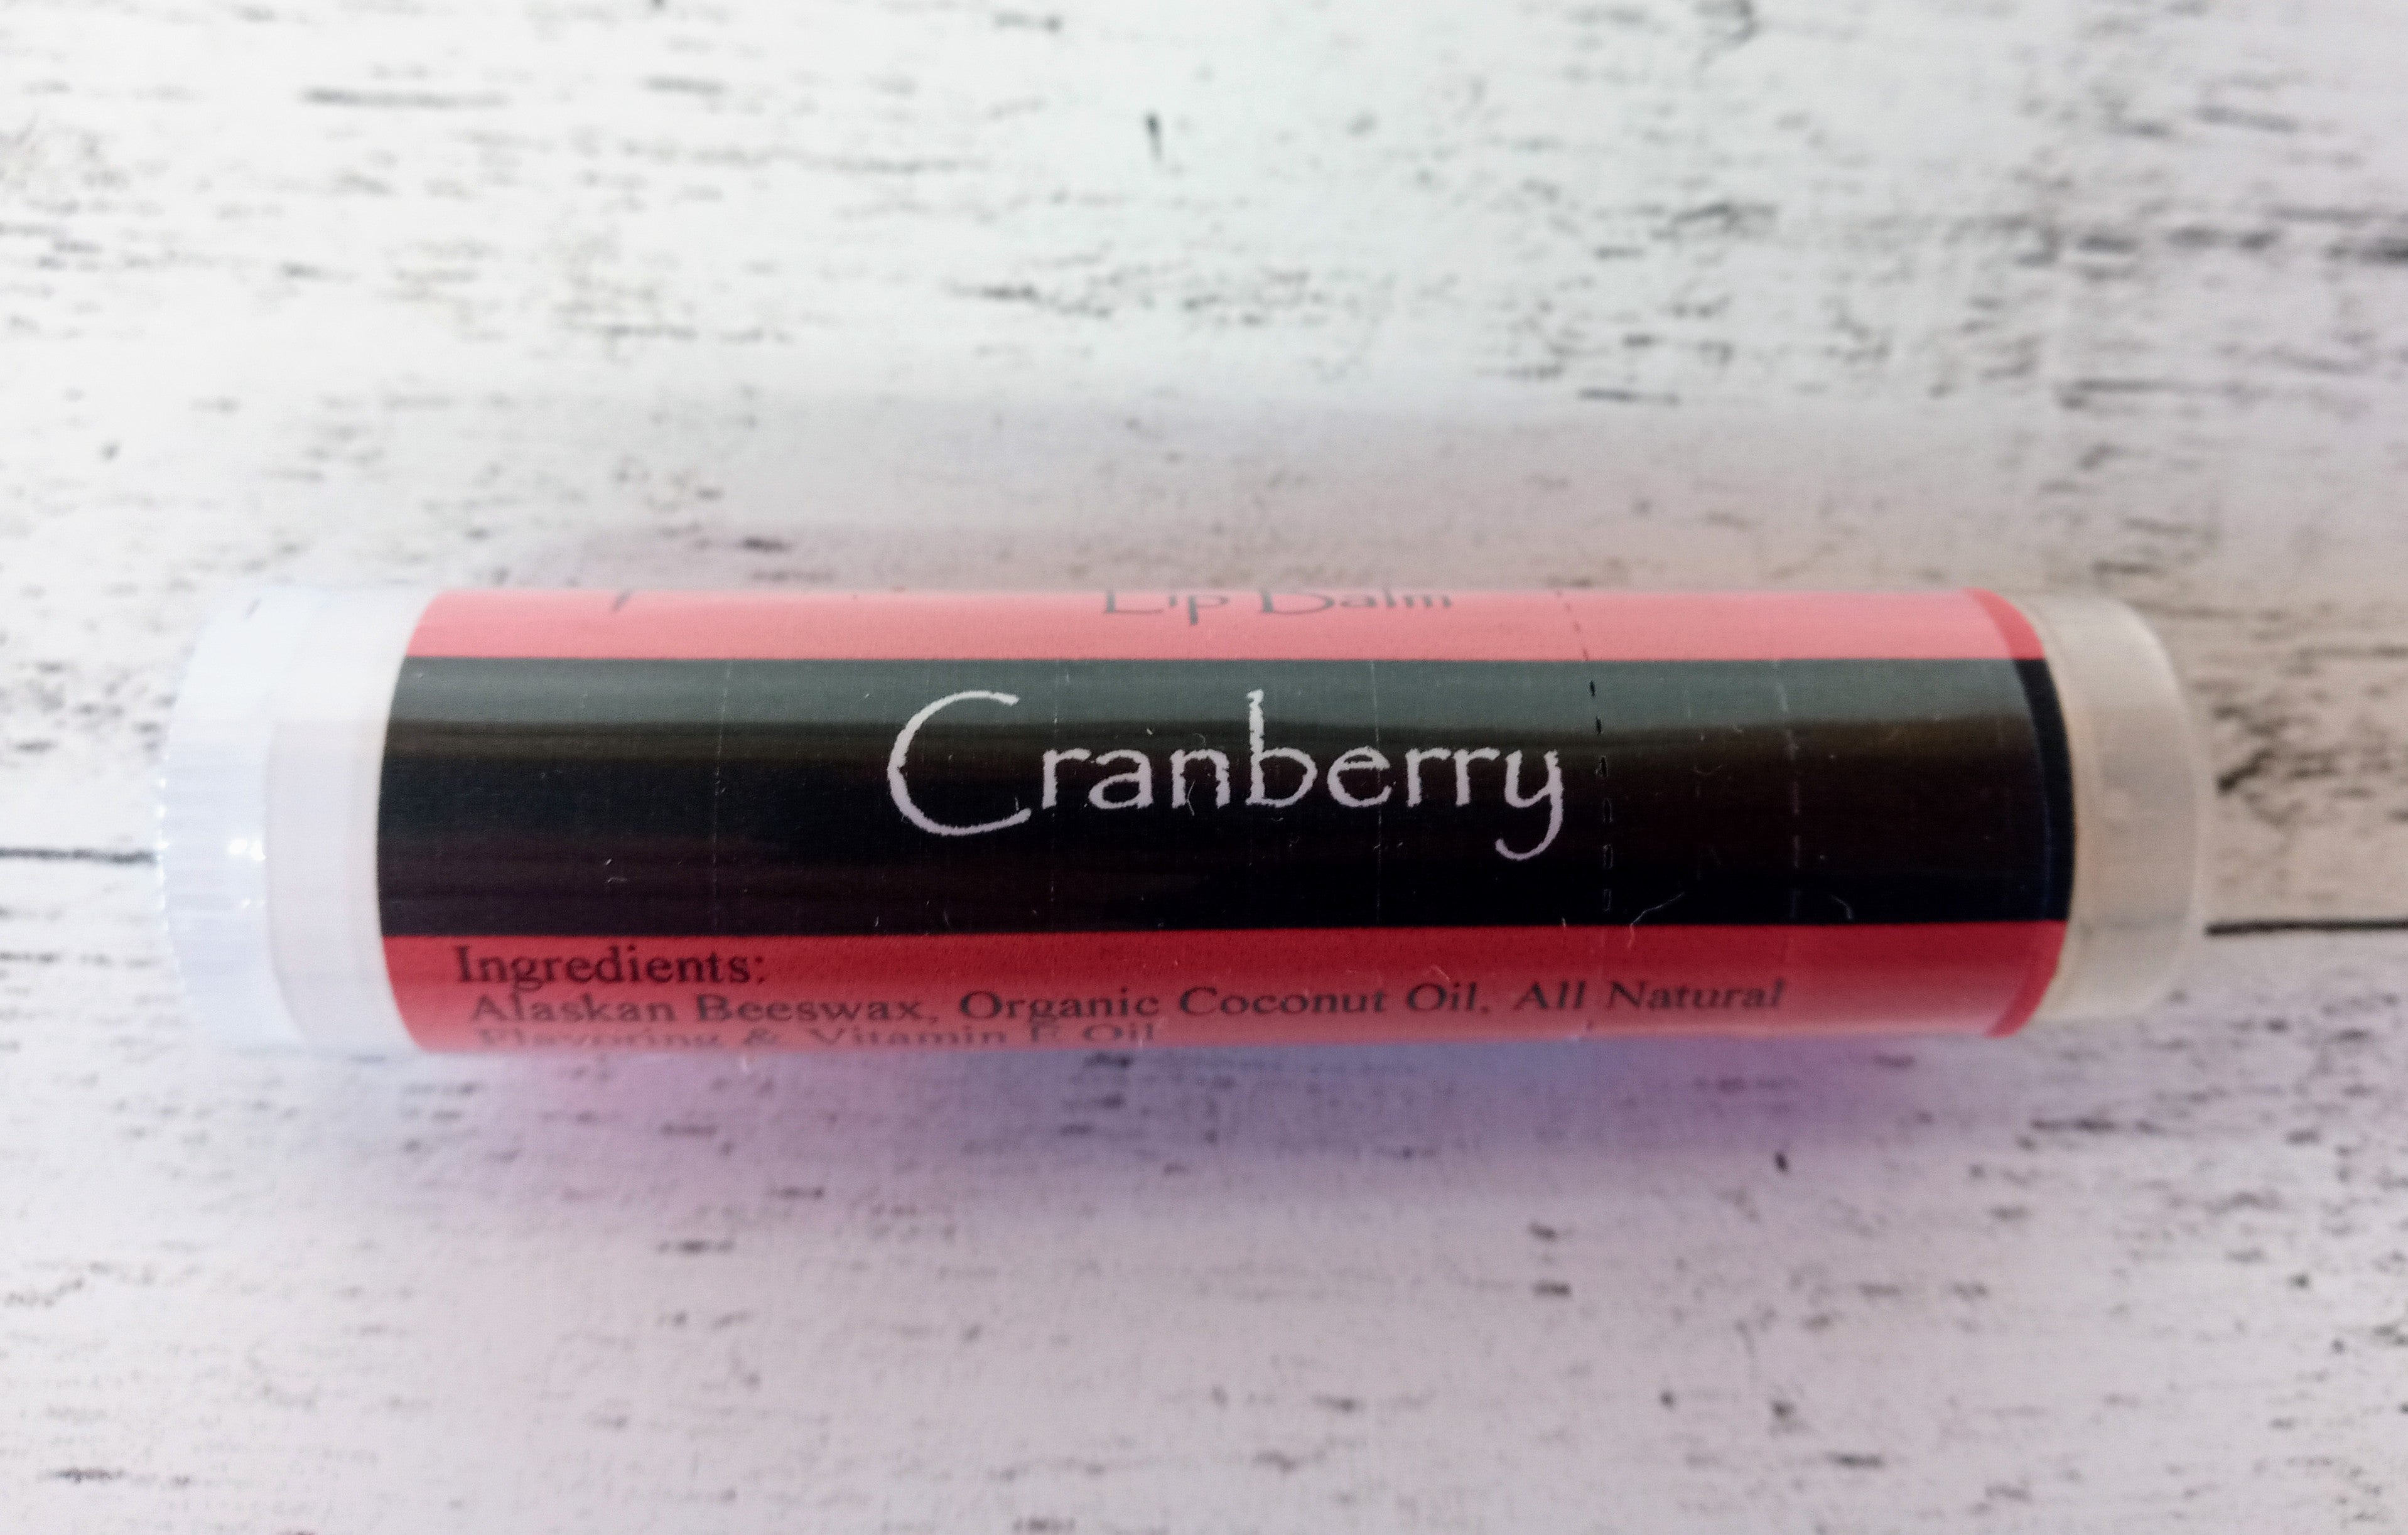 Lip Balm
Cranberry
Ingredients:
Alaskan Beeswax, Organic Coconut Oil, All Natural
Flavoring & Vitamin E Oil